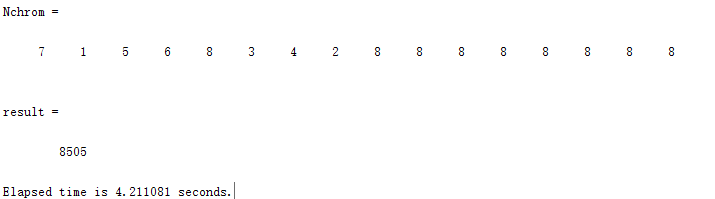 Nchrom =
7 1 5 6 8 3 4 2 8 8 8 8 8 8 8 8
result =
8505
Elapsed time is 4.211081 seconds.